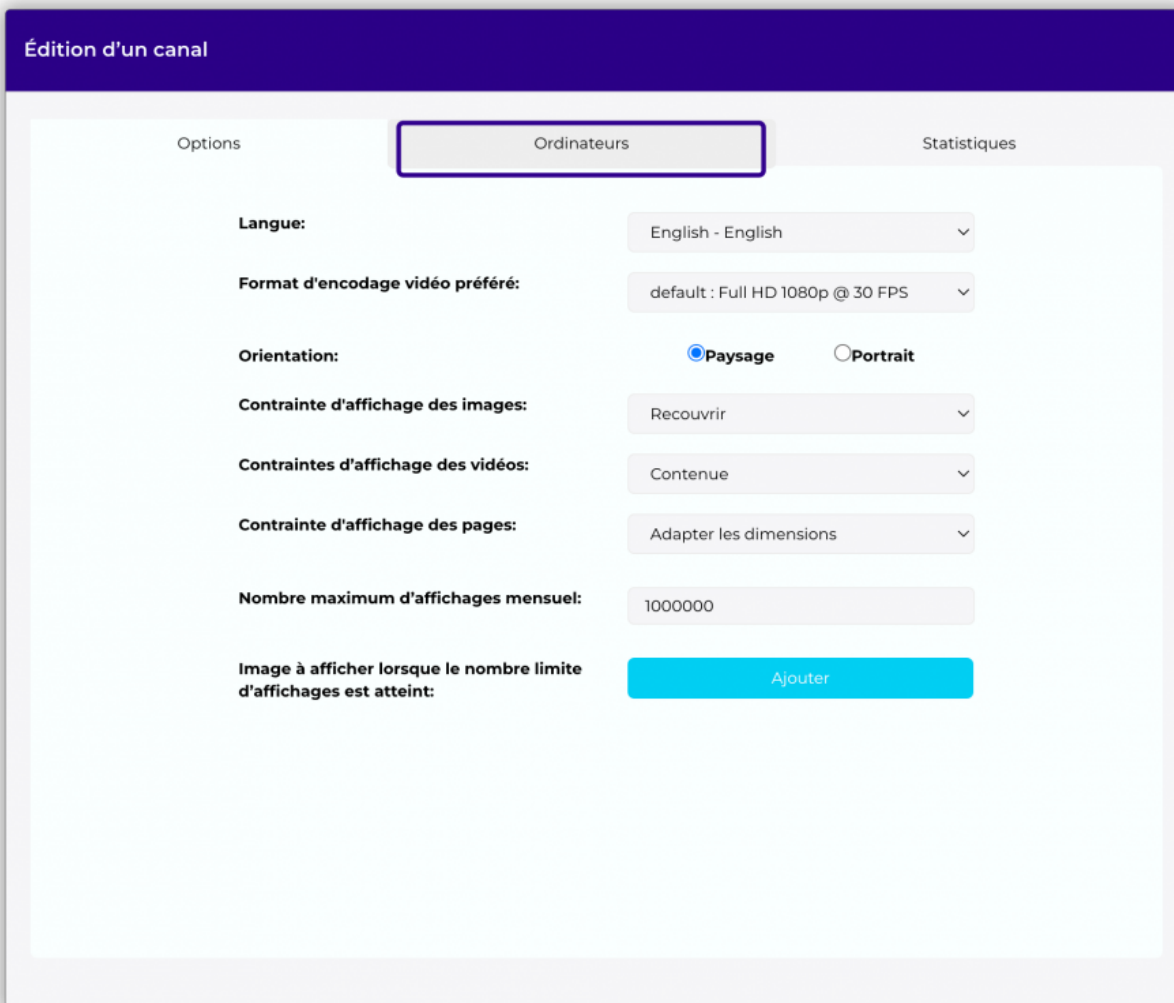 Édition d’un canal
Options
Ordinateurs
Statistiques
Langue:
English - English
Format d'encodage vidéo préféré:
default : Full HD 1080p @ 30 FPS
Orientation:
Paysage
Portrait
Contrainte d'affichage des images:
Recouvrir
Contraintes d’affichage des vidéos:
Contenue
Contrainte d'affichage des pages:
Adapter les dimensions
Nombre maximum d’affichages mensuel:
1000000
Image à afficher lorsque le nombre limite
d’affichages est atteint:
Ajouter